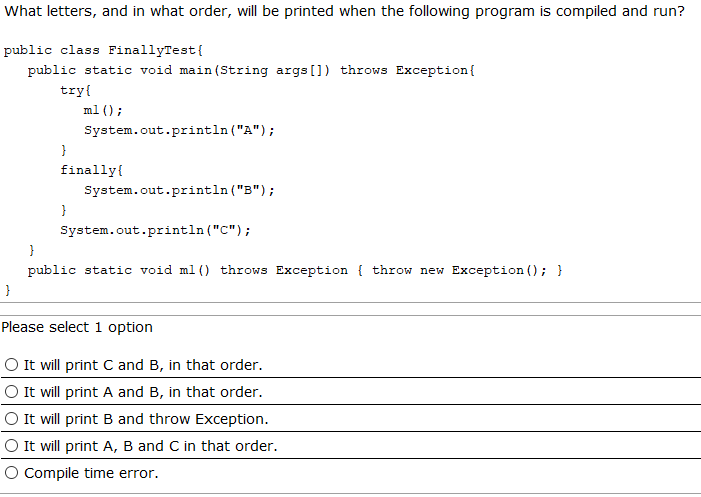 What letters, and in what order, will be printed when the following program is compiled and run?
public class FinallyTest{
public static void main(String args[]) throws Exception{
try{
m1();
System.out.println("A");
}
finally{
System.out.println("B");
}
System.out.println("C");
}
public static void m1() throws Exception { throw new Exception(); }
}
Please select 1 option
It will print C and B, in that order.
It will print A and B, in that order.
It will print B and throw Exception.
It will print A, B and C in that order.
Compile time error.